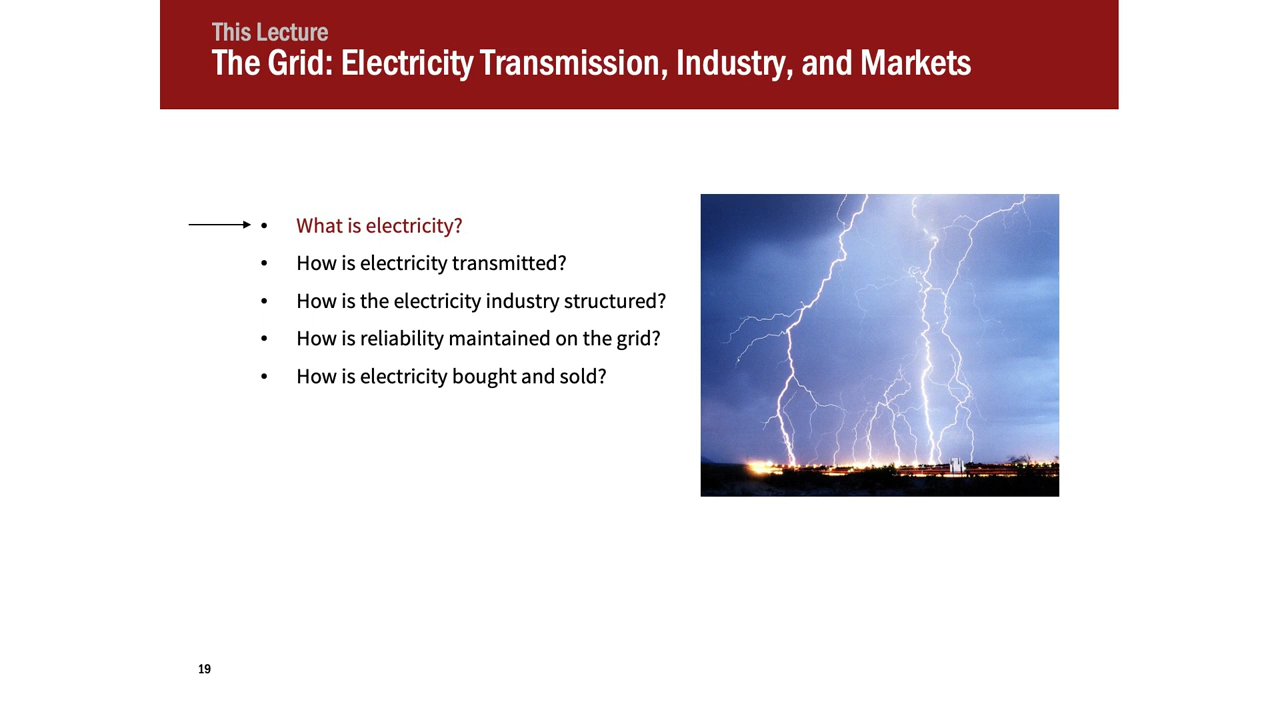 This Lecture
The Grid: Electricity Transmission, Industry, and Markets
• What is electricity?
• How is electricity transmitted?
• How is the electricity industry structured?
• How is reliability maintained on the grid?
• How is electricity bought and sold?
19